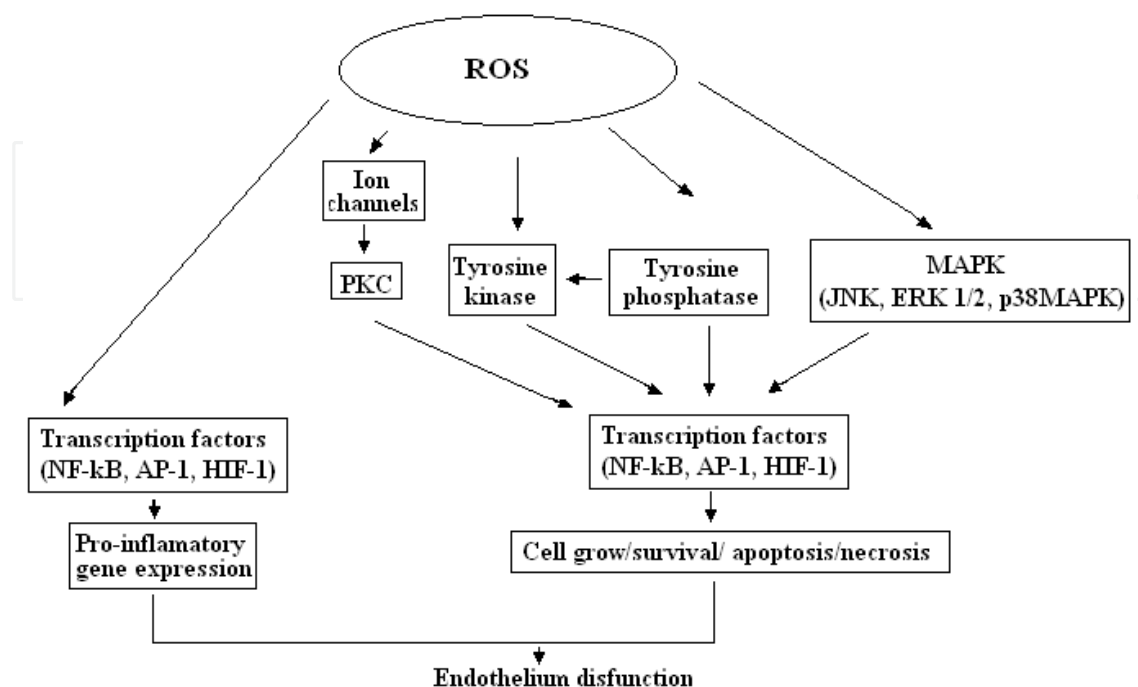 ROS
Ion
channels
PKC
Tyrosine
kinase
Tyrosine
phosphatase
MAPK
(JNK, ERK 1/2, p38MAPK)
Transcription factors
(NF-kB, AP-1, HIF-1)
Transcription factors
(NF-kB, AP-1, HIF-1)
Pro-inflamatory
gene expression
Cell grow/survival/ apoptosis/necrosis
Endothelium disfunction